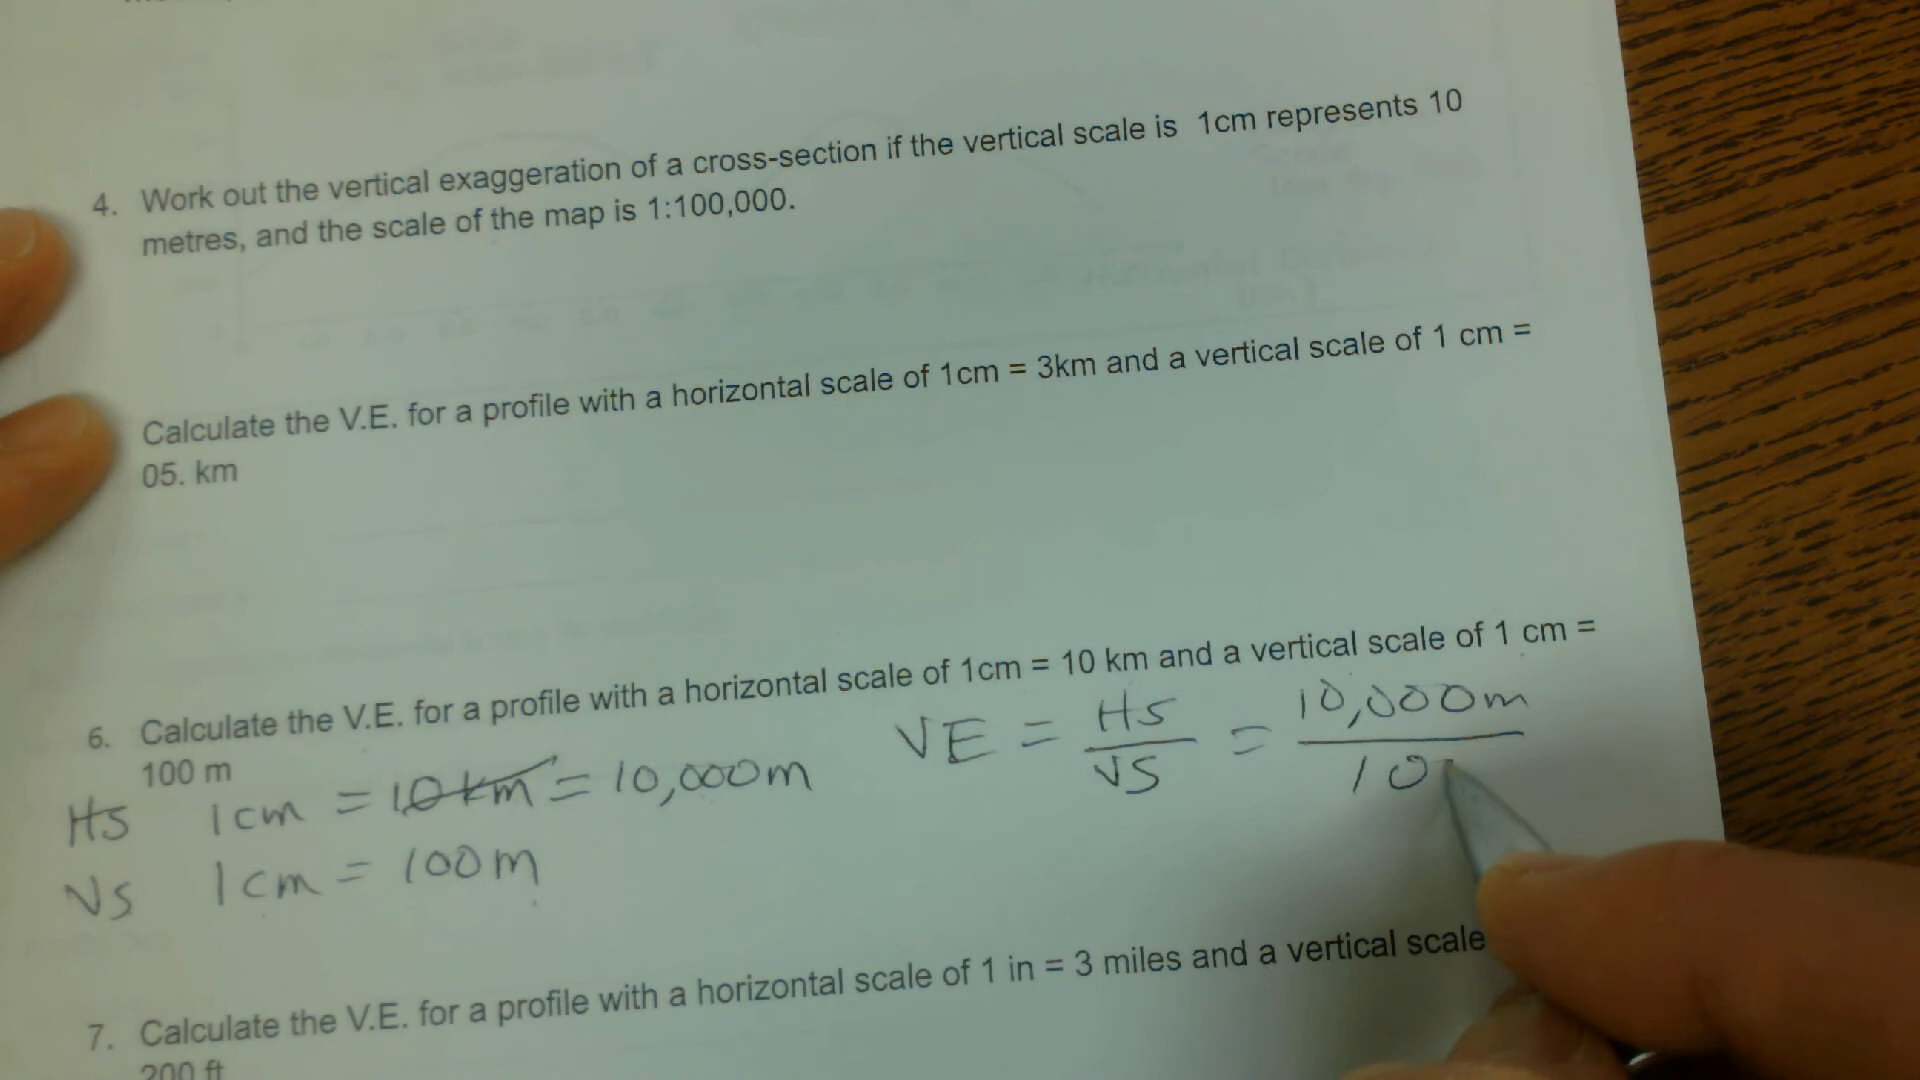 4. Work out the vertical exaggeration of a cross-section if the vertical scale is 1cm represents 10
metres, and the scale of the map is 1:100,000.
Calculate the V.E. for a profile with a horizontal scale of 1cm = 3km and a vertical scale of 1 cm =
05. km
6. Calculate the V.E. for a profile with a horizontal scale of 1cm = 10 km and a vertical scale of 1 cm =
100 m
HS 1cm = 10km = 10,000m
VS 1cm = 100m
VE = HS / VS = 10,000m / 10
7. Calculate the V.E. for a profile with a horizontal scale of 1 in = 3 miles and a vertical scale
200 ft